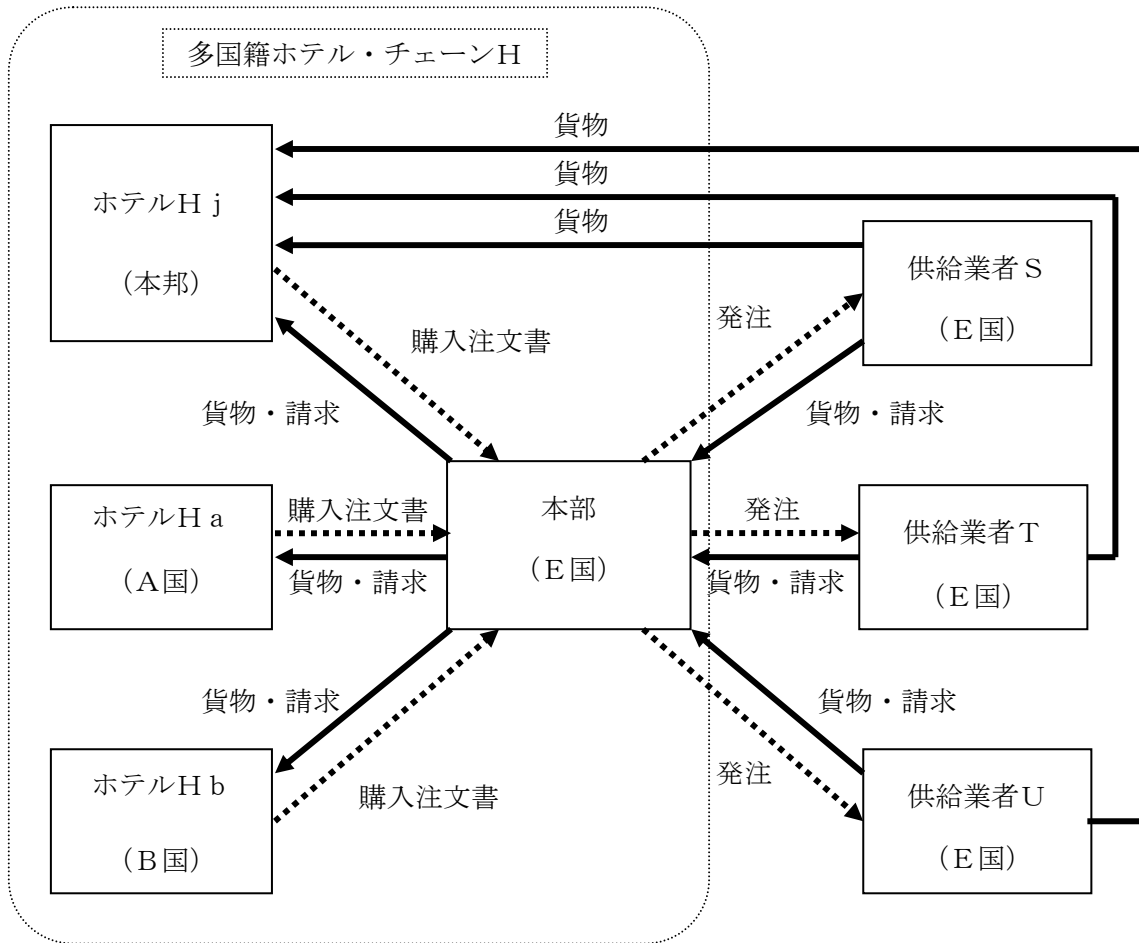 多国籍ホテル・チェーンH
貨物
ホテルHj
(本邦)
貨物
貨物
供給業者S
(E国)
発注
購入注文書
貨物・請求
貨物・請求
ホテルHa
(A国)
購入注文書
貨物・請求
本部
(E国)
発注
貨物・請求
供給業者T
(E国)
貨物・請求
貨物・請求
ホテルHb
(B国)
購入注文書
発注
供給業者U
(E国)